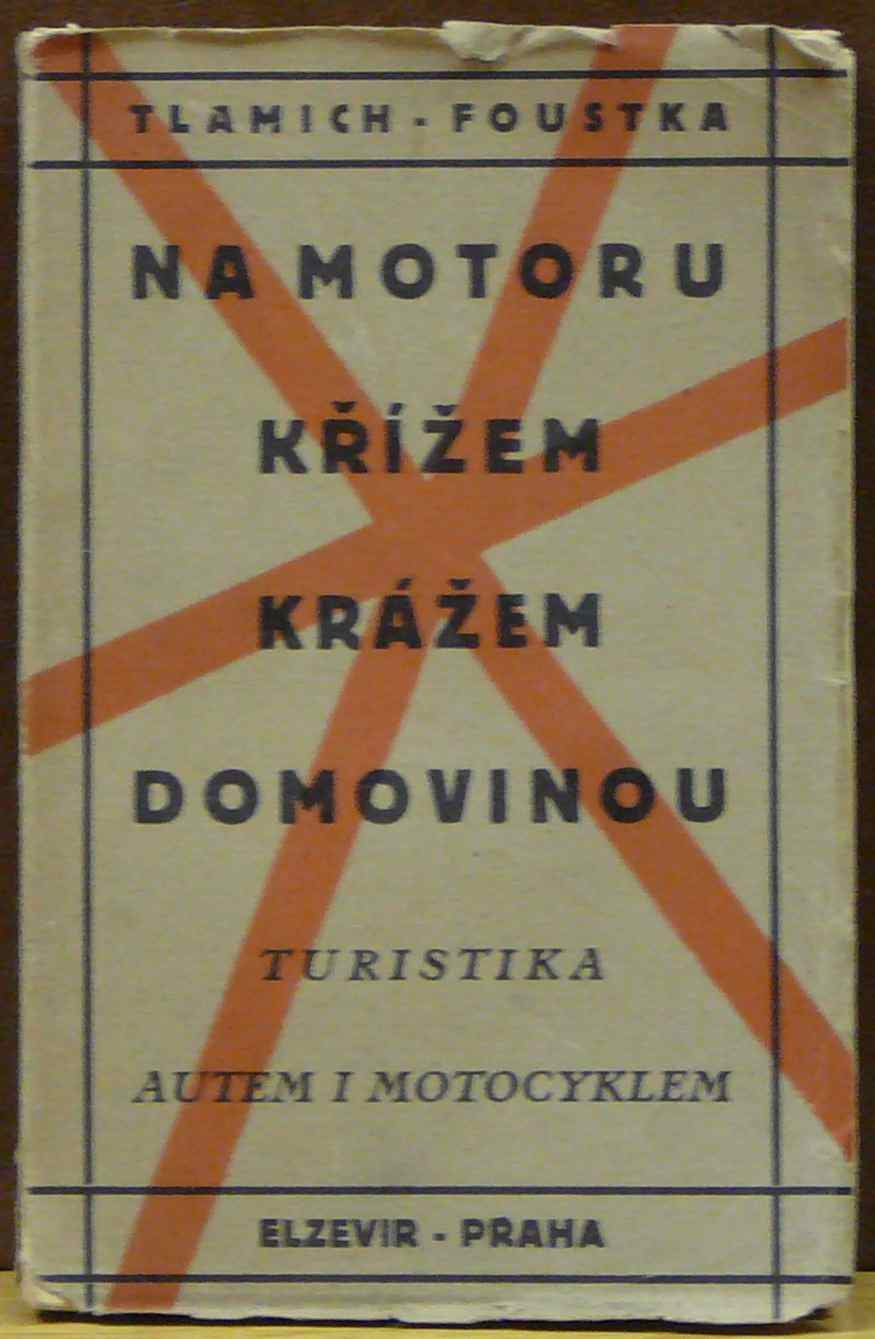 TLAMICH - FOUSTKA
NA MOTORU
KŘÍŽEM
KRÁŽEM
DOMOVINOU
TURISTIKA
AUTEM I MOTOCYKLEM
ELZEVIR - PRAHA